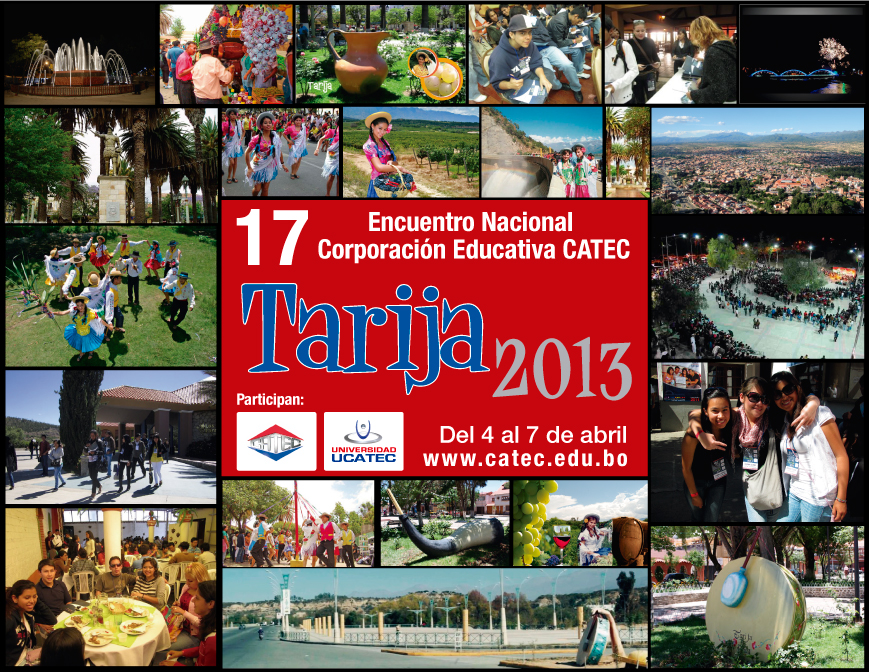 Tarija
17
Encuentro Nacional
Corporación Educativa CATEC
Tarija
2013
Participan:
CATEC
UNIVERSIDAD
UCATEC
Del 4 al 7 de abril
www.catec.edu.bo